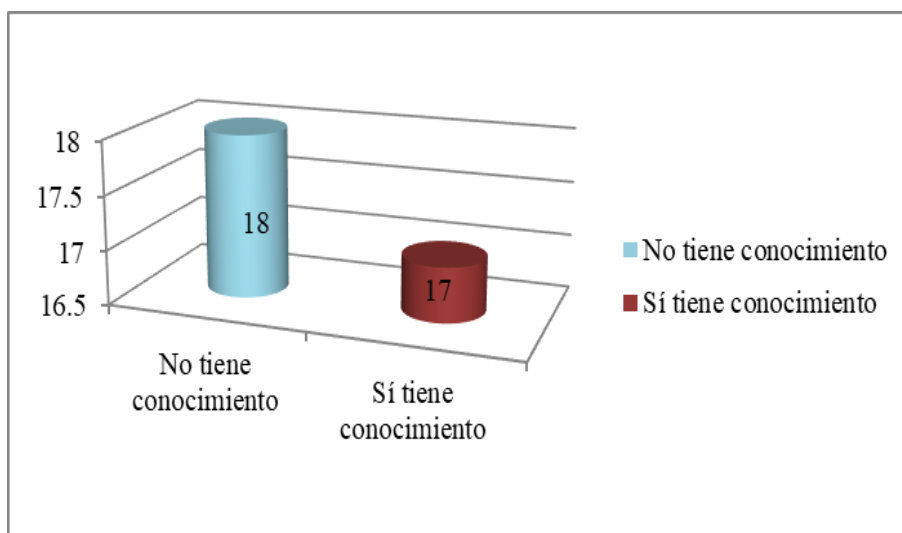 18
17.5
17
16.5
18
17
No tiene
conocimiento
Sí tiene
conocimiento
No tiene conocimiento
Sí tiene conocimiento